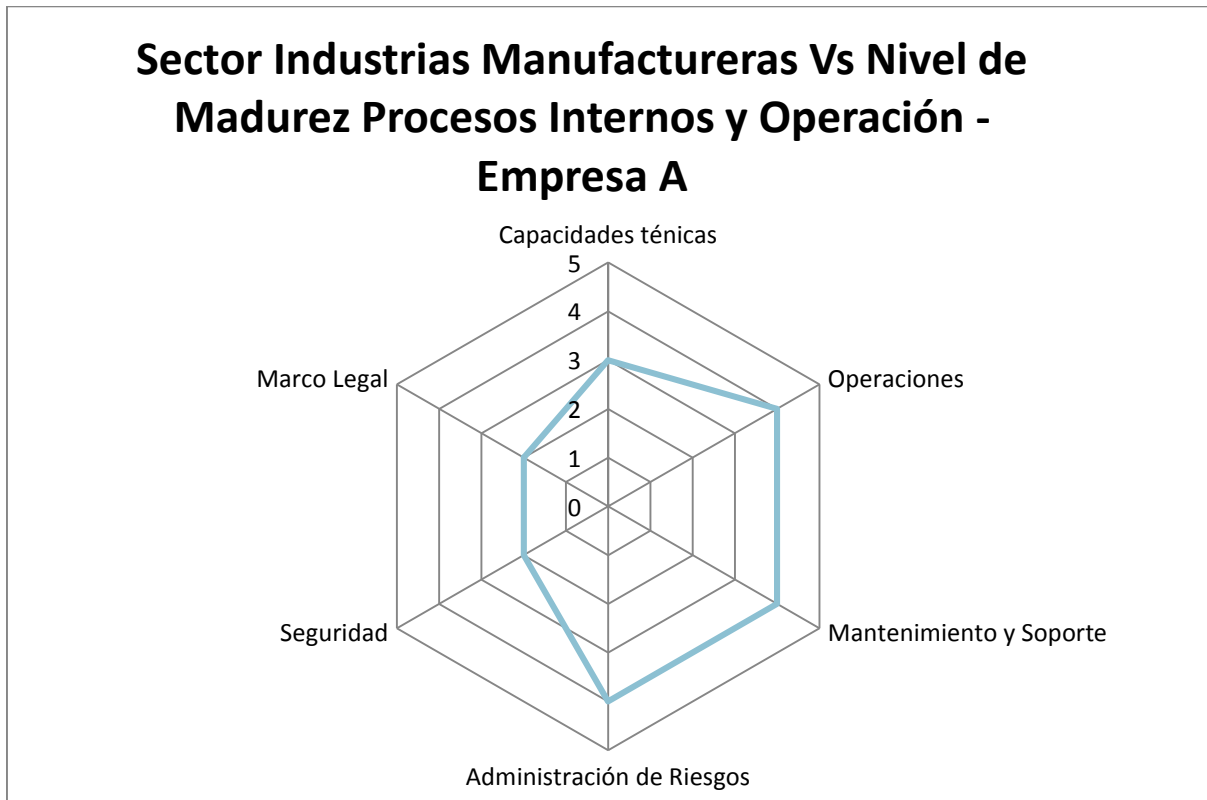 Sector Industrias Manufactureras Vs Nivel de
Madurez Procesos Internos y Operación -
Empresa A
Capacidades ténicas
5
4
3
2
1
0
Marco Legal
Operaciones
Seguridad
Mantenimiento y Soporte
Administración de Riesgos